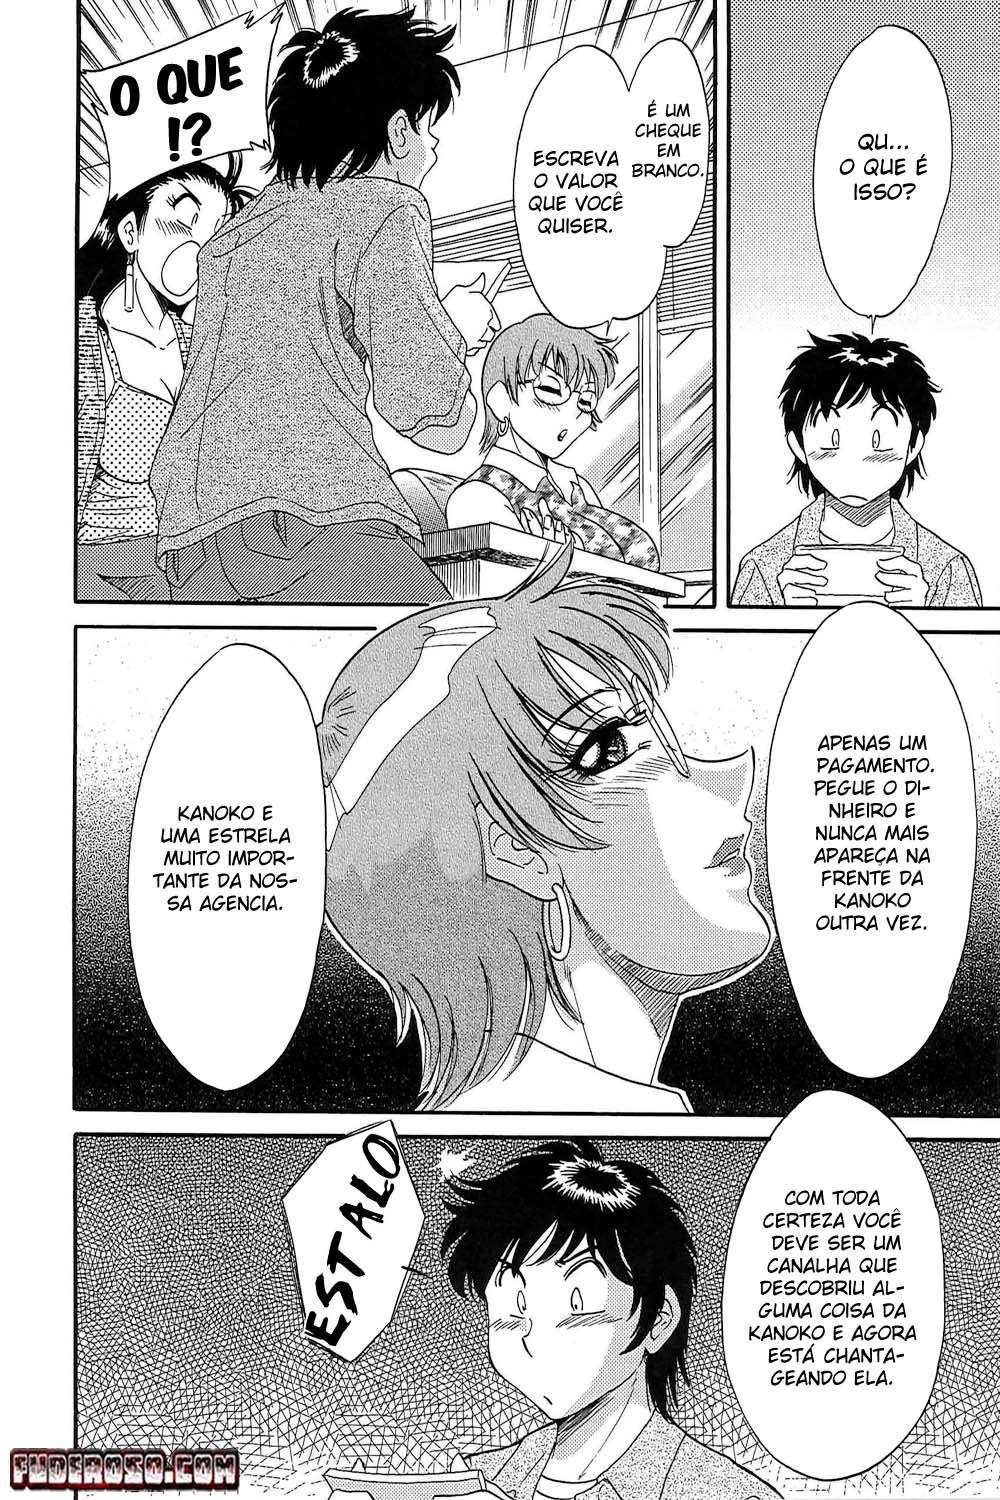 QU...
O QUE É
ISSO?
É UM
CHEQUE
EM
BRANCO.
ESCREVA
O VALOR
QUE VOCÊ
QUISER.
O QUE
!?
APENAS UM
PAGAMENTO.
PEGUE O DI-
NHEIRO E
NUNCA MAIS
APAREÇA NA
FRENTE DA
KANOKO
OUTRA VEZ.
KANOKO E
UMA ESTRELA
MUITO IMPOR-
TANTE DA NOS-
SA AGENCIA.
COM TODA
CERTEZA VOCÊ
DEVE SER UM
CANALHA QUE
DESCOBRIU AL-
GUMA COISA DA
KANOKO E AGORA
ESTÁ CHANTA-
GEANDO ELA.
ESTALO
FUDEROSO.COM